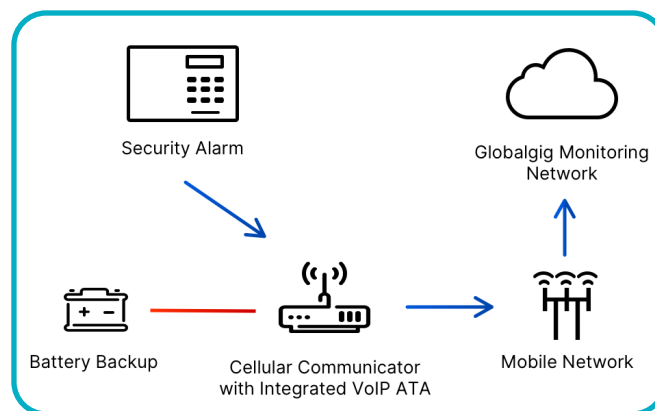 Security Alarm
Globalgig Monitoring
Network
Battery Backup
Cellular Communicator
with Integrated VoIP ATA
Mobile Network